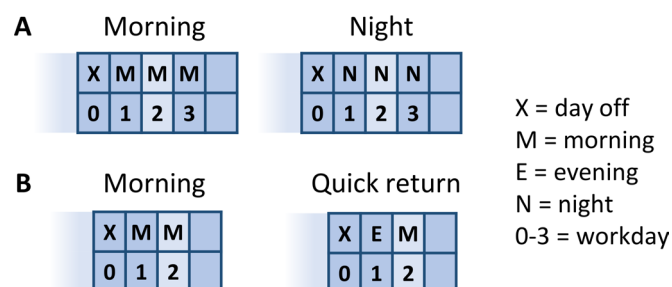 A Morning Night
X M M M X N N N
0 1 2 3 0 1 2 3
X = day off
M = morning
E = evening
N = night
0-3 = workday
B Morning Quick return
X M M X E M
0 1 2 0 1 2